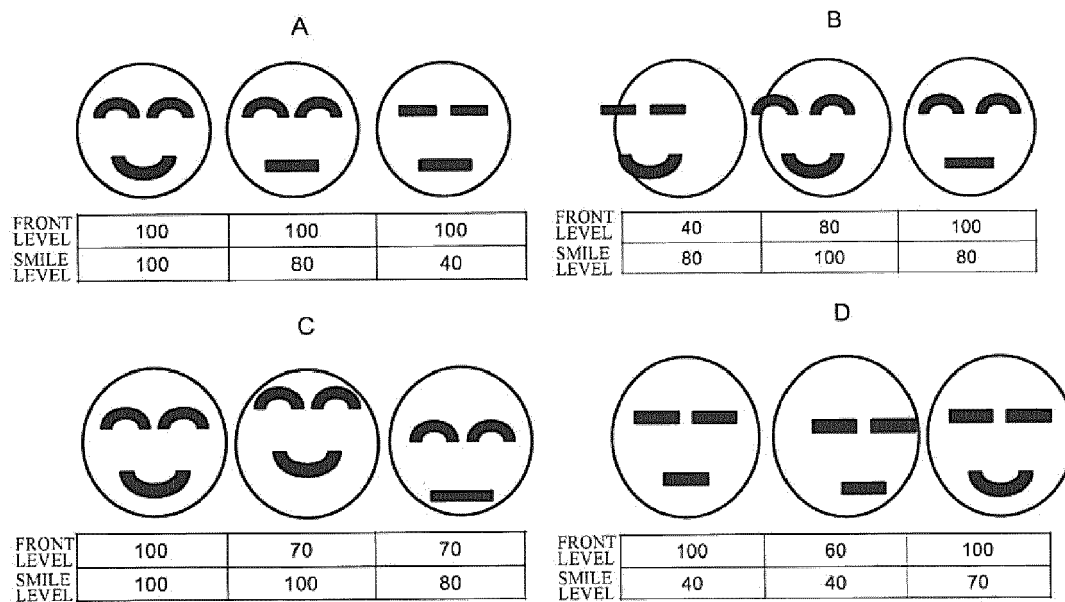 A
FRONT LEVEL 100 100 100
SMILE LEVEL 100 80 40
B
FRONT LEVEL 40 80 100
SMILE LEVEL 80 100 80
C
FRONT LEVEL 100 70 70
SMILE LEVEL 100 100 80
D
FRONT LEVEL 100 60 100
SMILE LEVEL 40 40 70